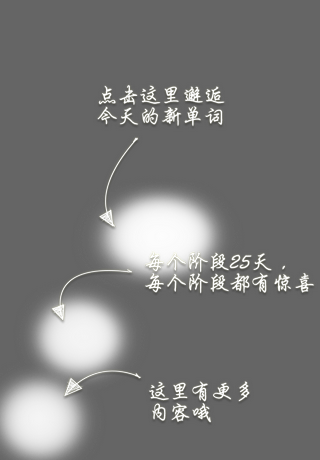 点击这里邂逅
今天的新单词
每个阶段25天，
每个阶段都有惊喜
这里有更多
内容哦